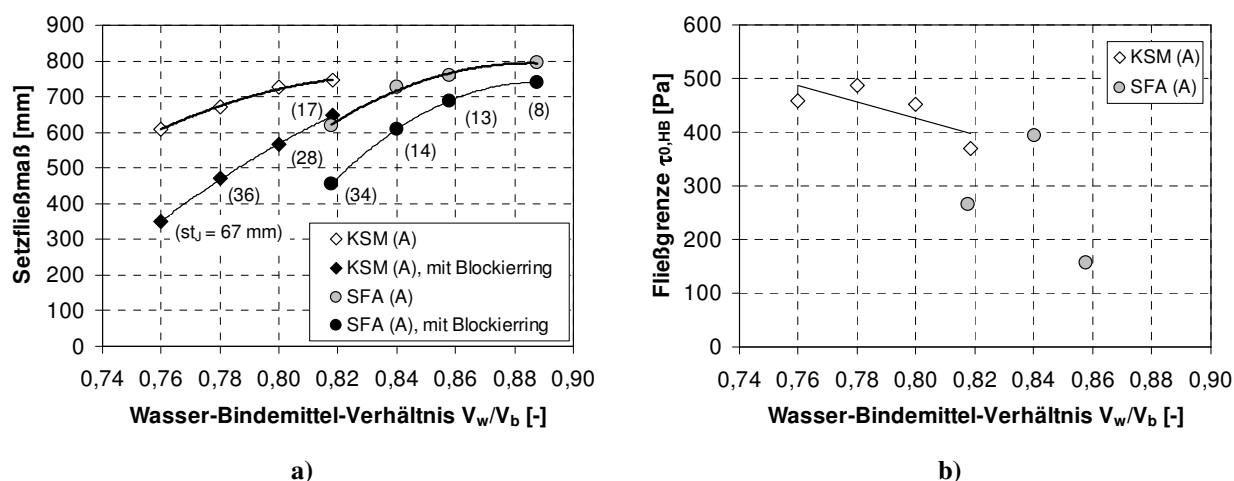 900
800
700
600
500
400
300
200
100
0
Setzfließmaß [mm]
(17)
(28)
(36)
(st_J = 67 mm)
(34)
(14)
(13)
(8)
KSM (A)
KSM (A), mit Blockierring
SFA (A)
SFA (A), mit Blockierring
0,74 0,76 0,78 0,80 0,82 0,84 0,86 0,88 0,90
Wasser-Bindemittel-Verhältnis V_w/V_b [-]
a)
600
500
400
300
200
100
0
Fließgrenze τ_0,HB [Pa]
KSM (A)
SFA (A)
0,74 0,76 0,78 0,80 0,82 0,84 0,86 0,88 0,90
Wasser-Bindemittel-Verhältnis V_w/V_b [-]
b)